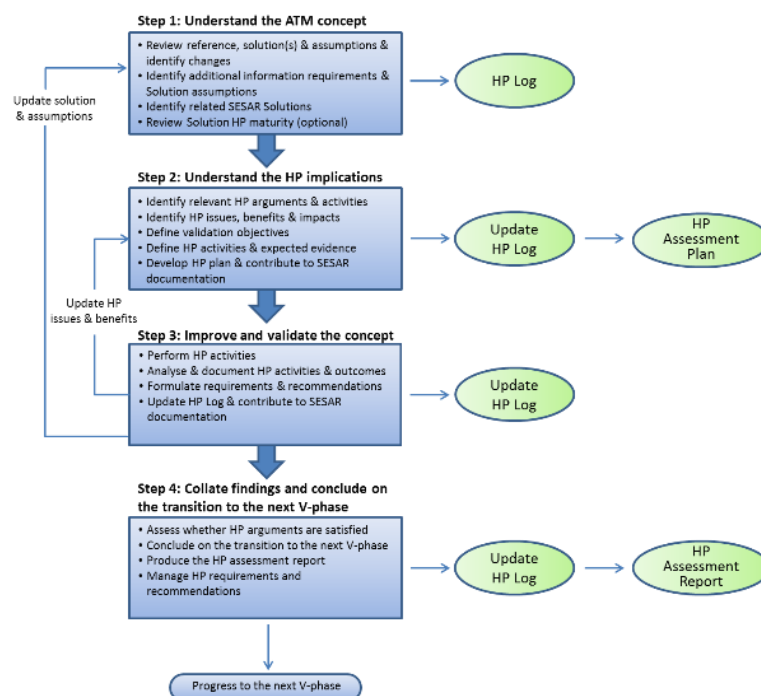 Step 1: Understand the ATM concept
• Review reference, solution(s) & assumptions &
identify changes
• Identify additional information requirements &
Solution assumptions
• Identify related SESAR Solutions
• Review Solution HP maturity (optional)
HP Log
Update solution
& assumptions
Step 2: Understand the HP implications
• Identify relevant HP arguments & activities
• Identify HP issues, benefits & impacts
• Define validation objectives
• Define HP activities & expected evidence
• Develop HP plan & contribute to SESAR
documentation
Update
HP Log
HP
Assessment
Plan
Update HP
issues & benefits
Step 3: Improve and validate the concept
• Perform HP activities
• Analyse & document HP activities & outcomes
• Formulate requirements & recommendations
• Update HP Log & contribute to SESAR
documentation
Update
HP Log
Step 4: Collate findings and conclude on
the transition to the next V-phase
• Assess whether HP arguments are satisfied
• Conclude on the transition to the next V-phase
• Produce the HP assessment report
• Manage HP requirements and
recommendations
Update
HP Log
HP
Assessment
Report
Progress to the next V-phase